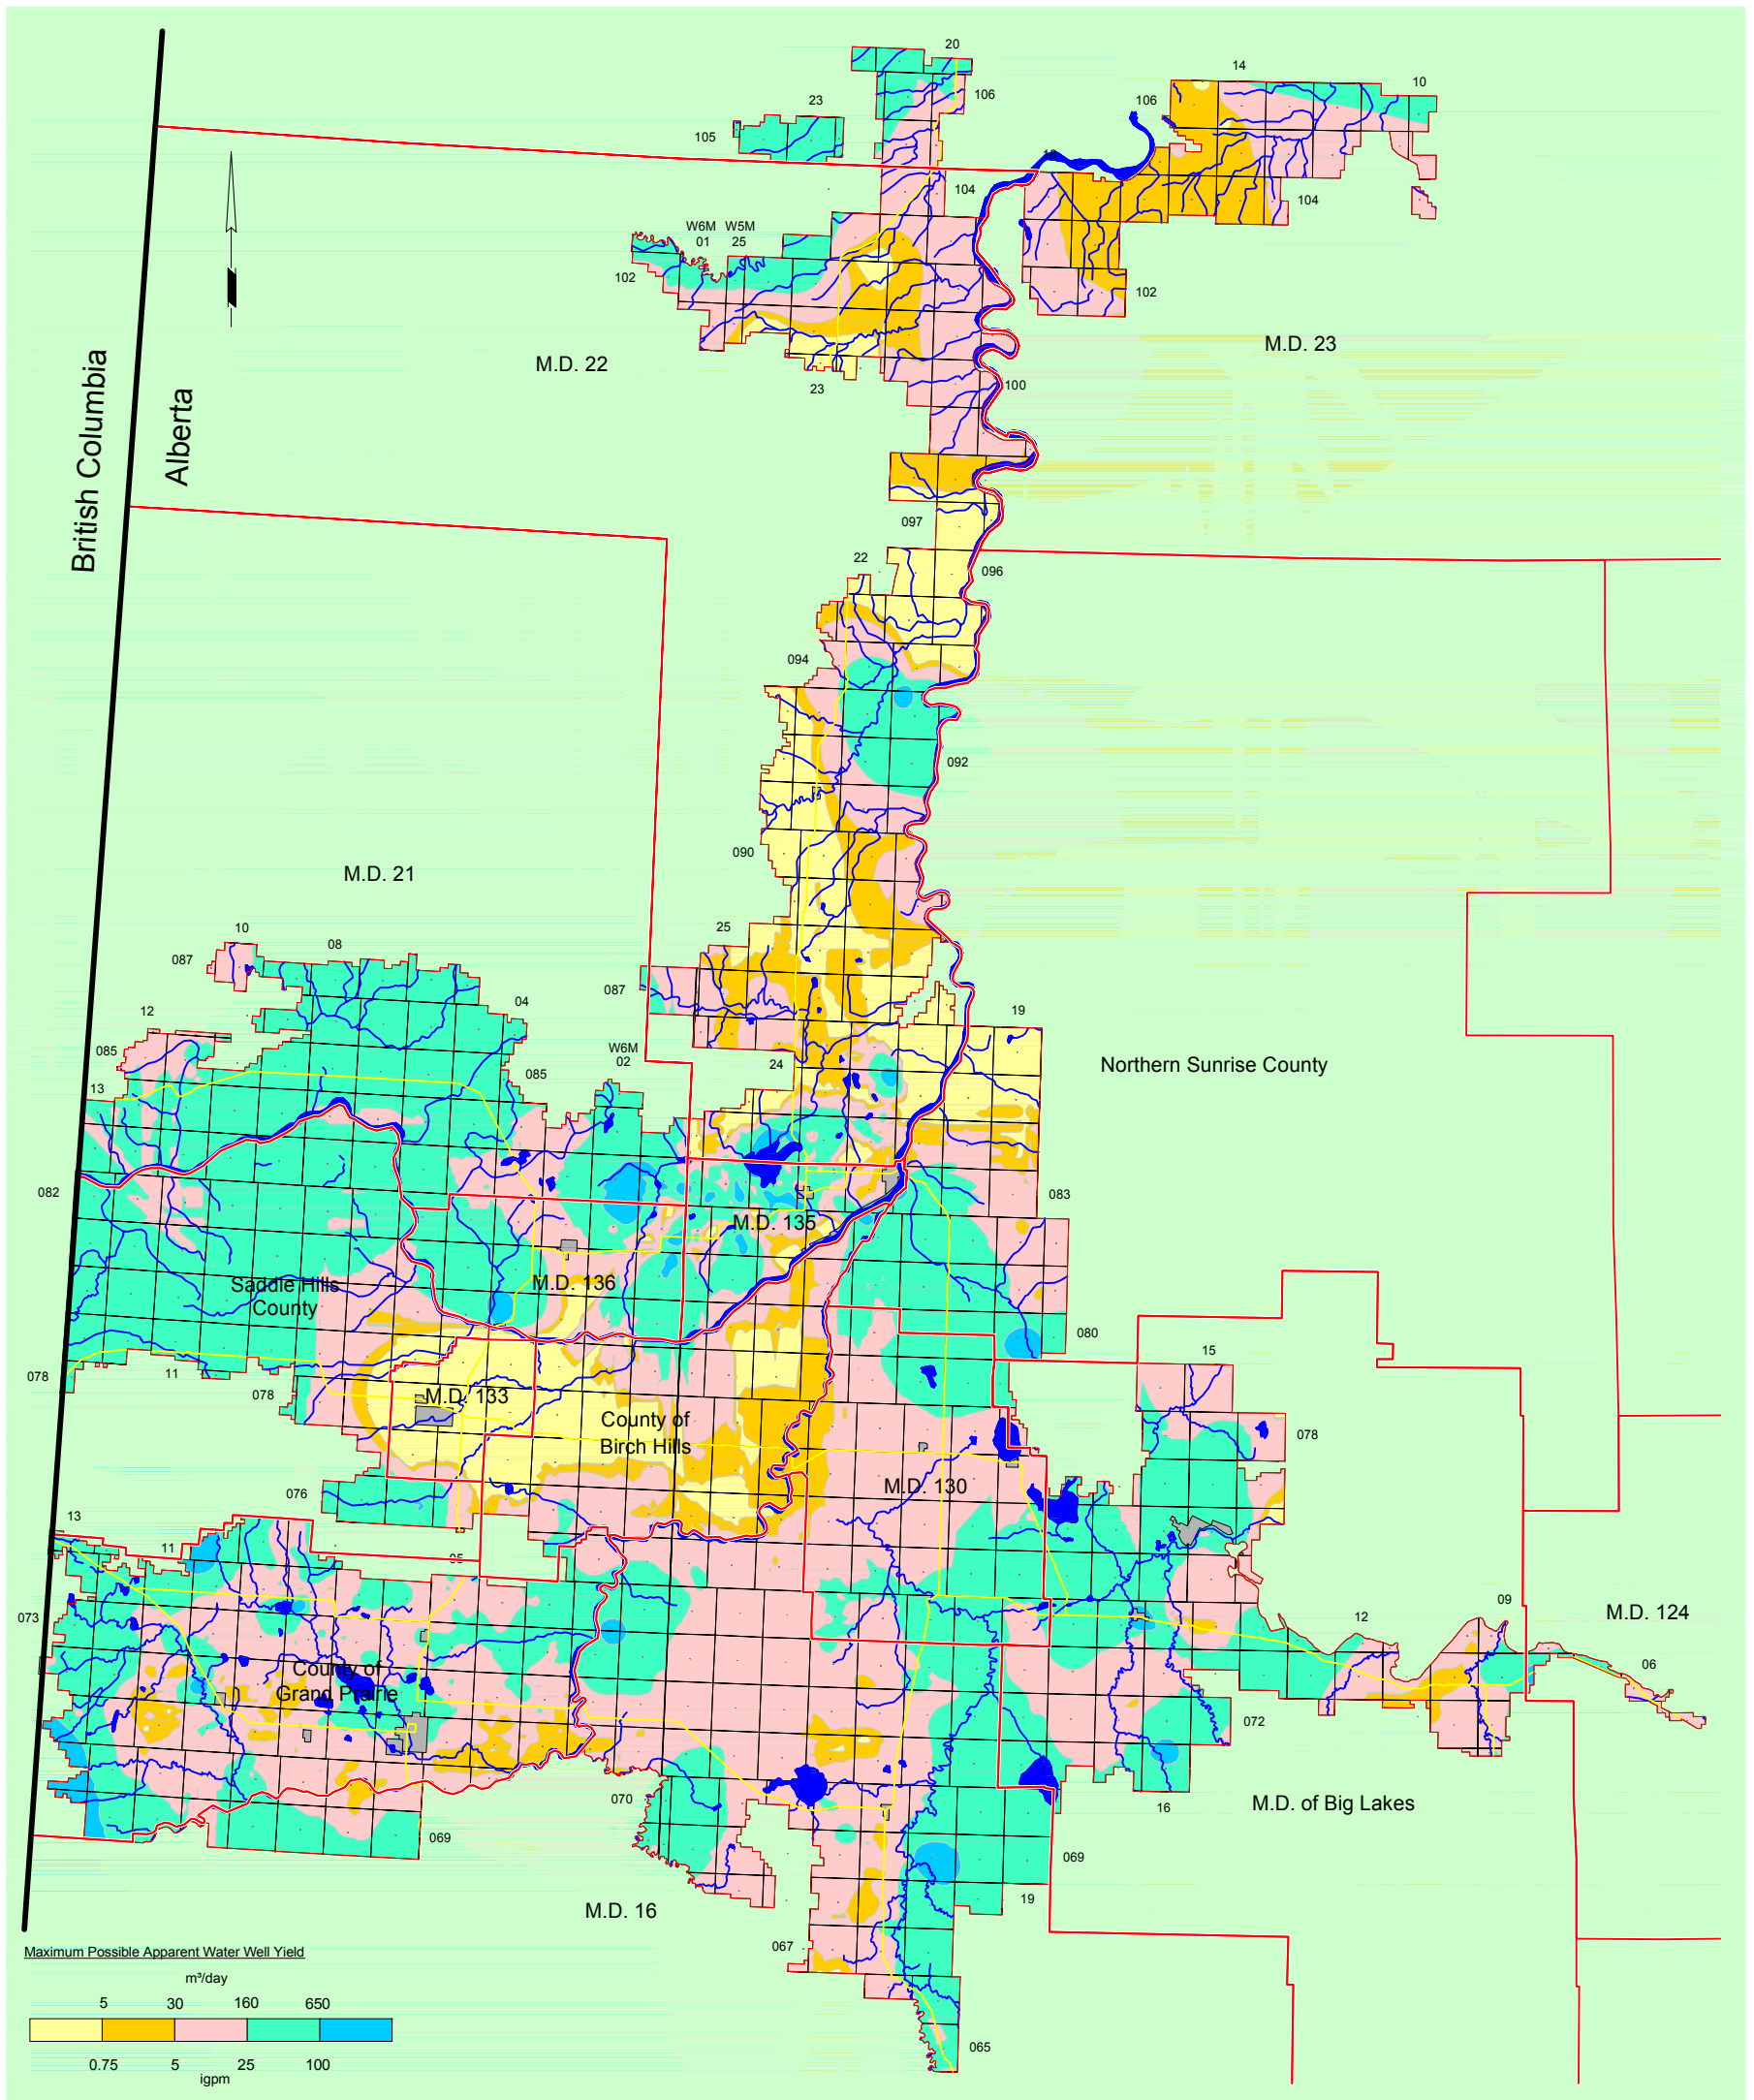 20
14
10
23
106
106
105
18
104
104
W6M W5M
01 25
102
102
M.D. 23
M.D. 22
23
100
British Columbia
Alberta
097
22
096
094
092
090
M.D. 21
10
08
25
087
087
04
12
19
085
W6M
02
24
085
13
Northern Sunrise County
082
083
M.D. 135
Saddle Hills
County
M.D. 136
080
15
078
11
078
M.D. 133
County of
Birch Hills
078
M.D. 130
076
13
11
05
09
073
12
M.D. 124
06
County of
Grand Prairie
072
070
16
M.D. of Big Lakes
069
069
19
M.D. 16
067
065
Maximum Possible Apparent Water Well Yield
m³/day
5 30 160 650
0.75 5 25 100
igpm